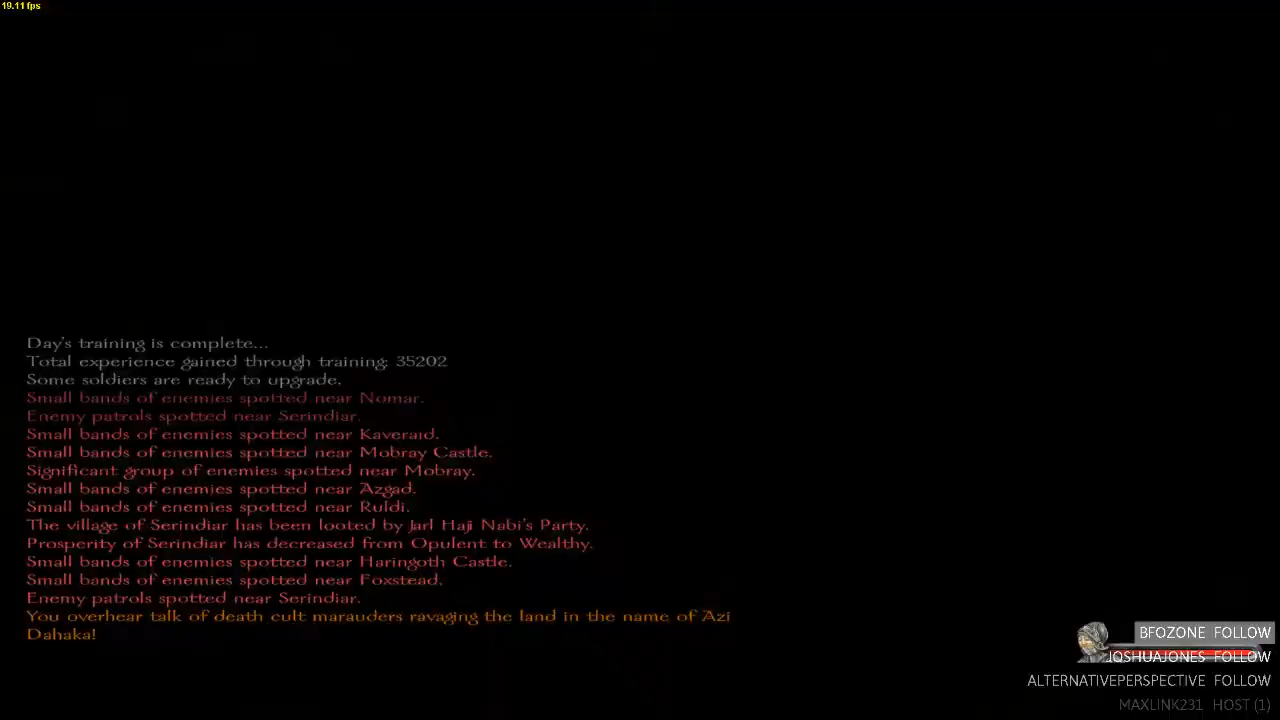 19.11 fps
Day's training is complete...
Total experience gained through training: 35202
Some soldiers are ready to upgrade.
Small bands of enemies spotted near Nomar.
Enemy patrols spotted near Serindiar.
Small bands of enemies spotted near Kaveraid.
Small bands of enemies spotted near Mobray Castle.
Significant group of enemies spotted near Mobray.
Small bands of enemies spotted near Azgad.
Small bands of enemies spotted near Ruldi.
The village of Serindiar has been looted by Jarl Haji Nabi's Party.
Prosperity of Serindiar has decreased from Opulent to Wealthy.
Small bands of enemies spotted near Haringoth Castle.
Small bands of enemies spotted near Foxstead.
Enemy patrols spotted near Serindiar.
You overhear talk of death cult marauders ravaging the land in the name of Azi
Dahaka!
BFOZONE FOLLOW
JOSHUAJONES FOLLOW
ALTERNATIVEPERSPECTIVE FOLLOW
MAXLINK231 HOST (1)